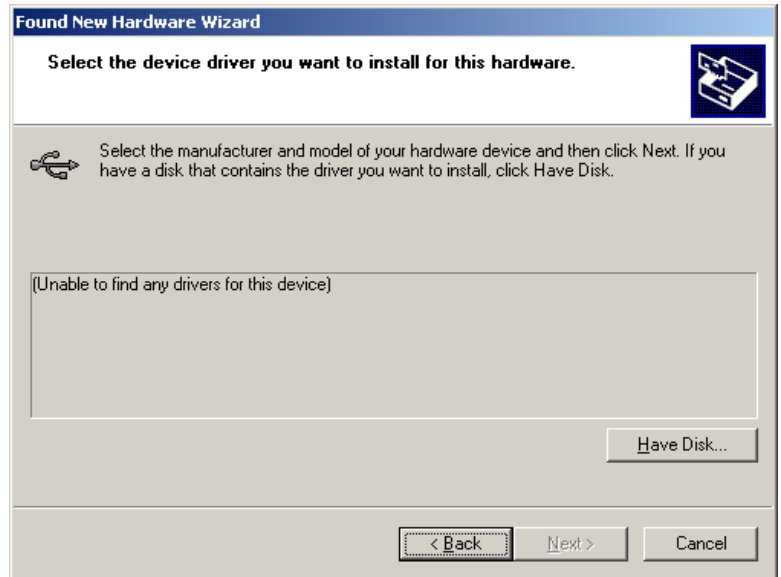 Found New Hardware Wizard
Select the device driver you want to install for this hardware.
Select the manufacturer and model of your hardware device and then click Next. If you
have a disk that contains the driver you want to install, click Have Disk.
(Unable to find any drivers for this device)
Have Disk...
< Back
Next >
Cancel